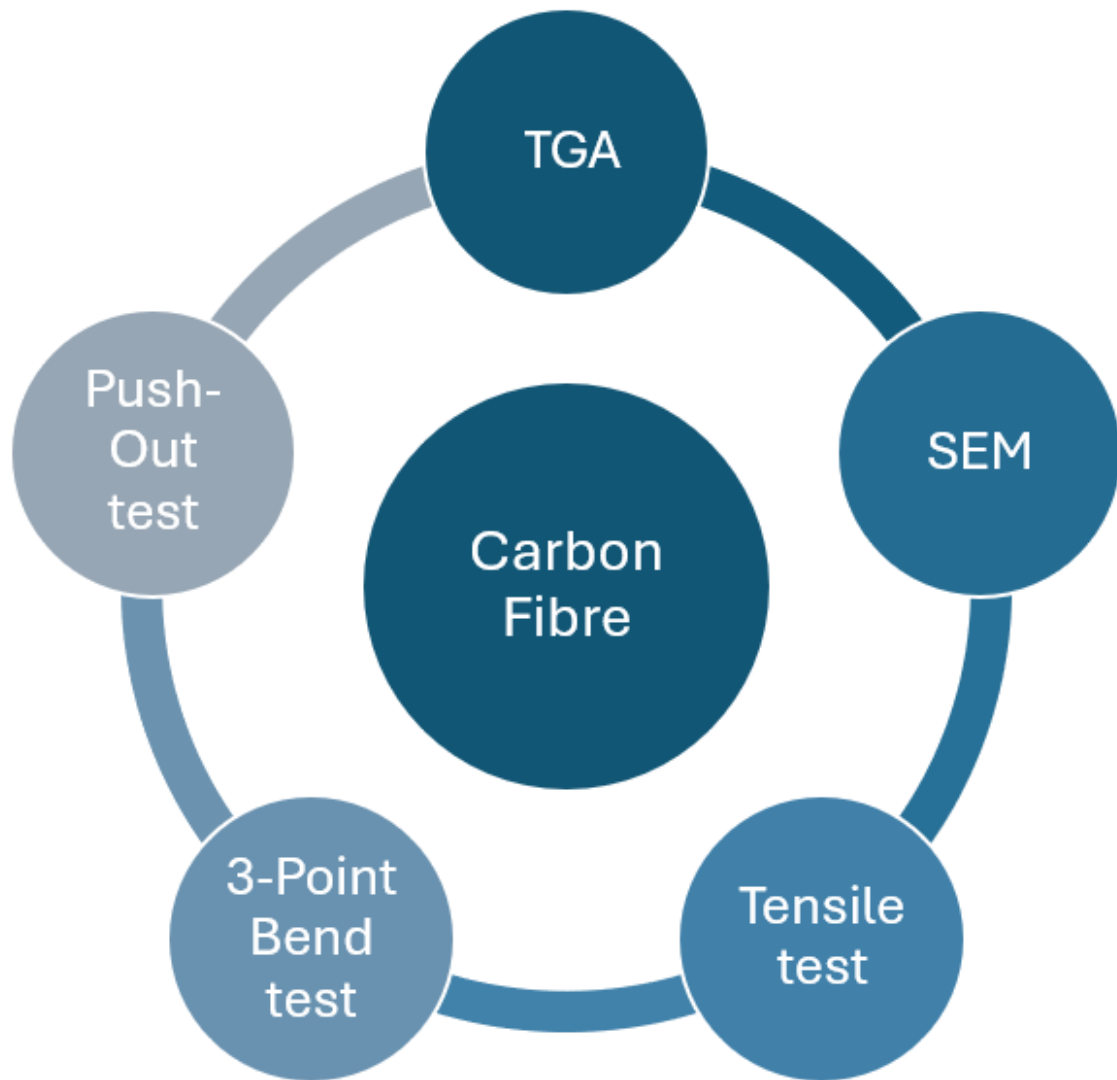 TGA
SEM
Tensile
test
3-Point
Bend
test
Push-
Out
test
Carbon
Fibre